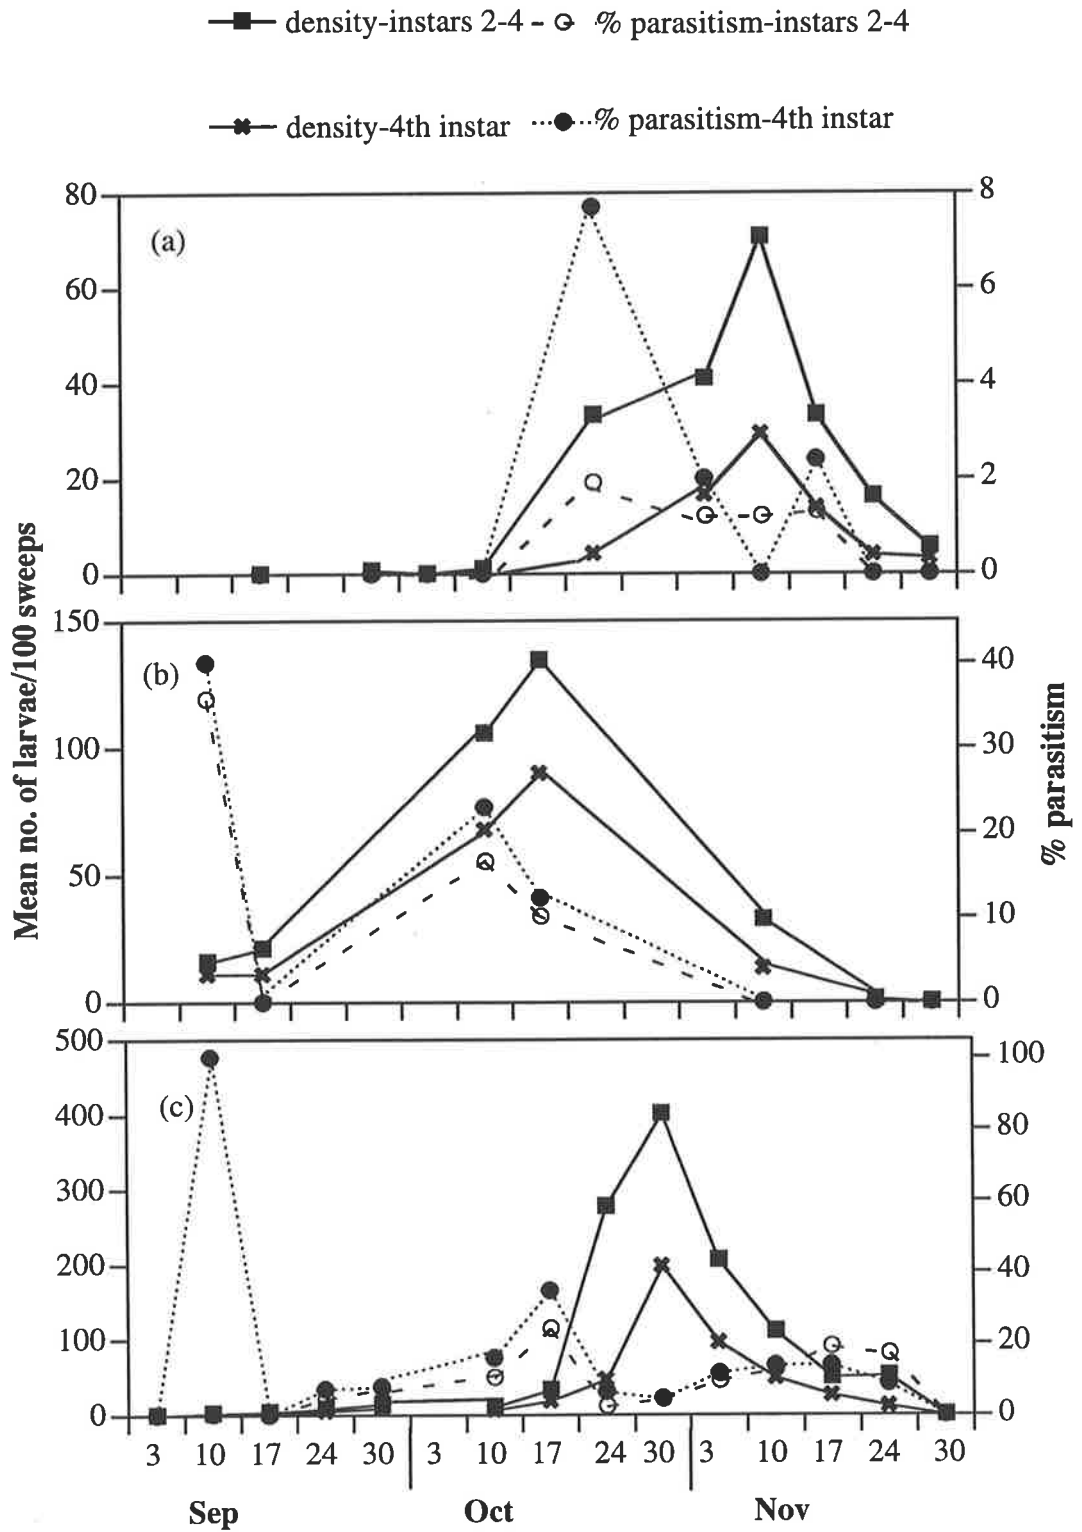 density-instars 2-4 % parasitism-instars 2-4
density-4th instar % parasitism-4th instar
Mean no. of larvae/100 sweeps
% parasitism
(a)
80 8
60 6
40 4
20 2
0 0
(b)
150
40
100 30
20
50
10
0 0
(c)
500 100
400 80
300 60
200 40
100 20
0 0
3 10 17 24 30 3 10 17 24 30 3 10 17 24 30
Sep Oct Nov